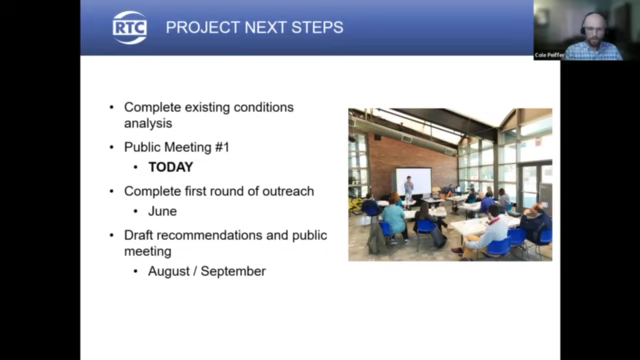 RTC
PROJECT NEXT STEPS
Cole Peiffer
• Complete existing conditions
analysis
• Public Meeting #1
• TODAY
• Complete first round of outreach
• June
• Draft recommendations and public
meeting
• August / September